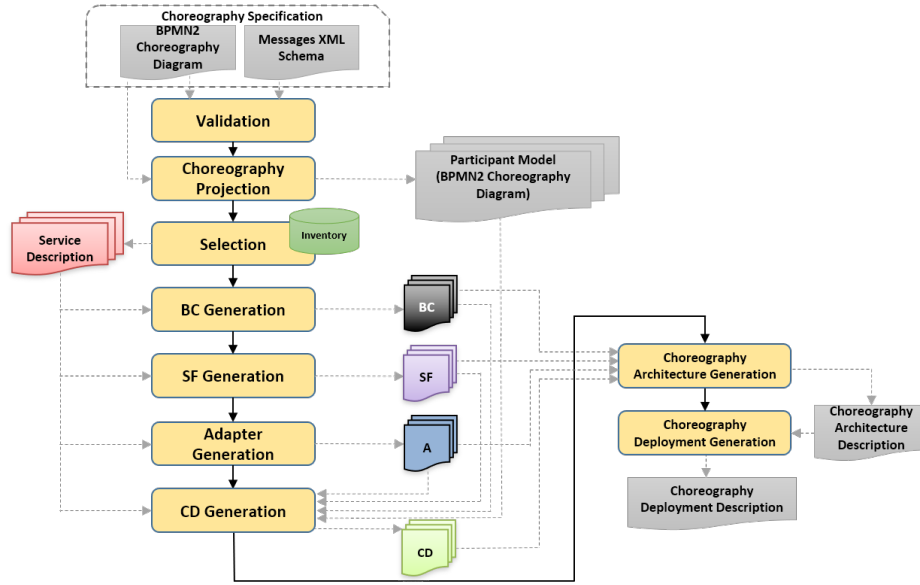 Choreography Specification
BPMN2
Choreography
Diagram
Messages XML
Schema
Validation
Choreography
Projection
Participant Model
(BPMN2 Choreography
Diagram)
Selection
Inventory
Service
Description
BC Generation
BC
SF Generation
SF
Adapter
Generation
A
CD Generation
CD
Choreography
Architecture Generation
Choreography
Deployment Generation
Choreography
Architecture
Description
Choreography
Deployment Description